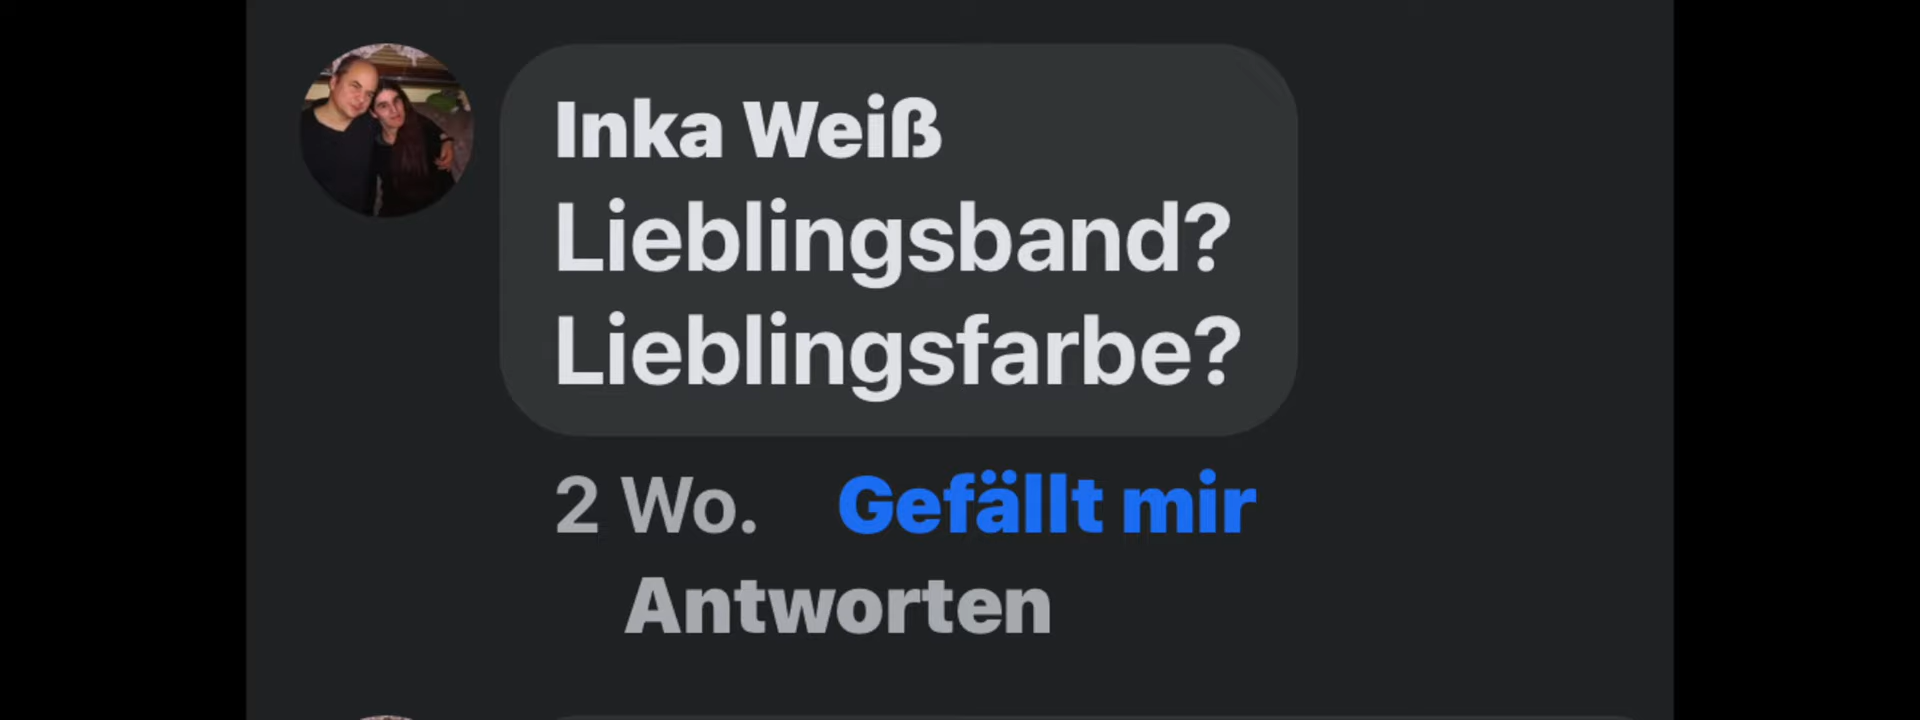 Inka Weiß
Lieblingsband?
Lieblingsfarbe?
2 Wo. Gefällt mir
Antworten